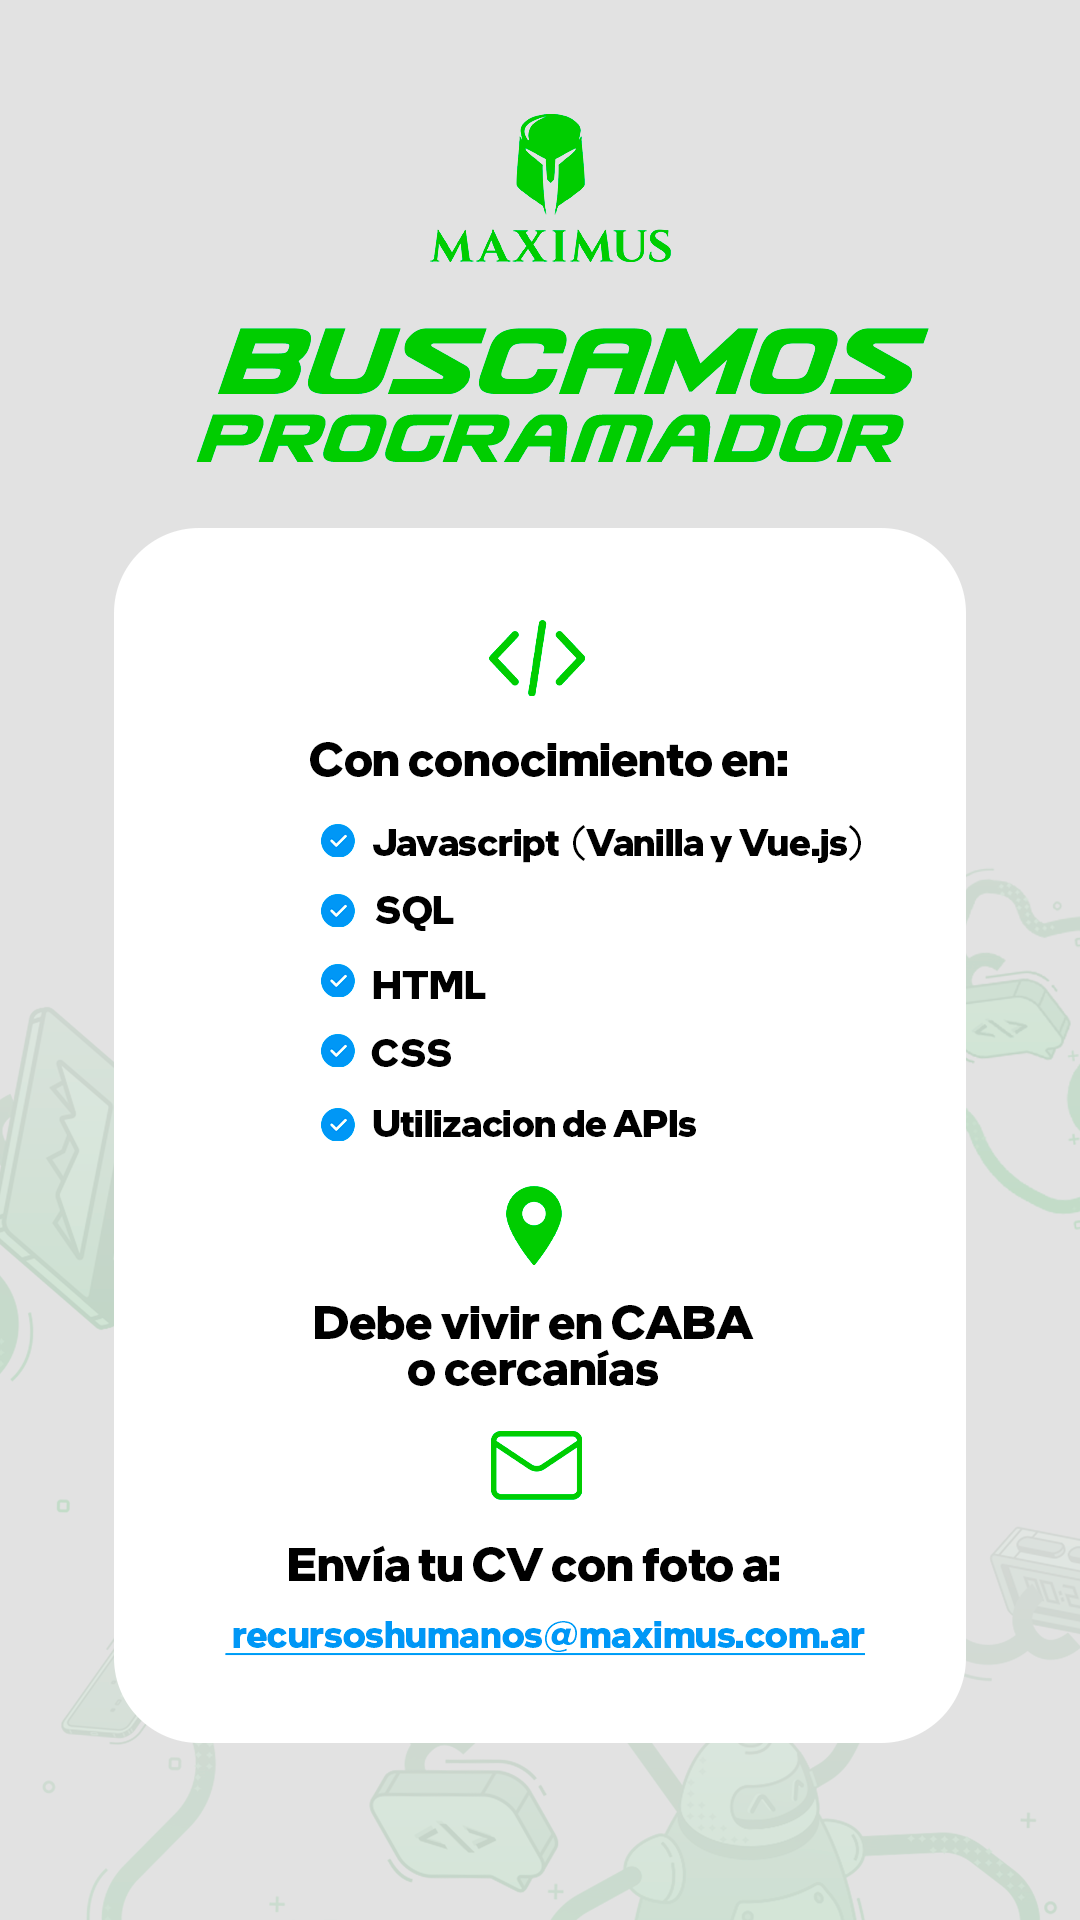 MAXIMUS
BUSCAMOS
PROGRAMADOR
Con conocimiento en:
Javascript (Vanilla y Vue.js)
SQL
HTML
CSS
Utilizacion de APIs
Debe vivir en CABA
o cercanías
Envía tu CV con foto a:
recursoshumanos@maximus.com.ar